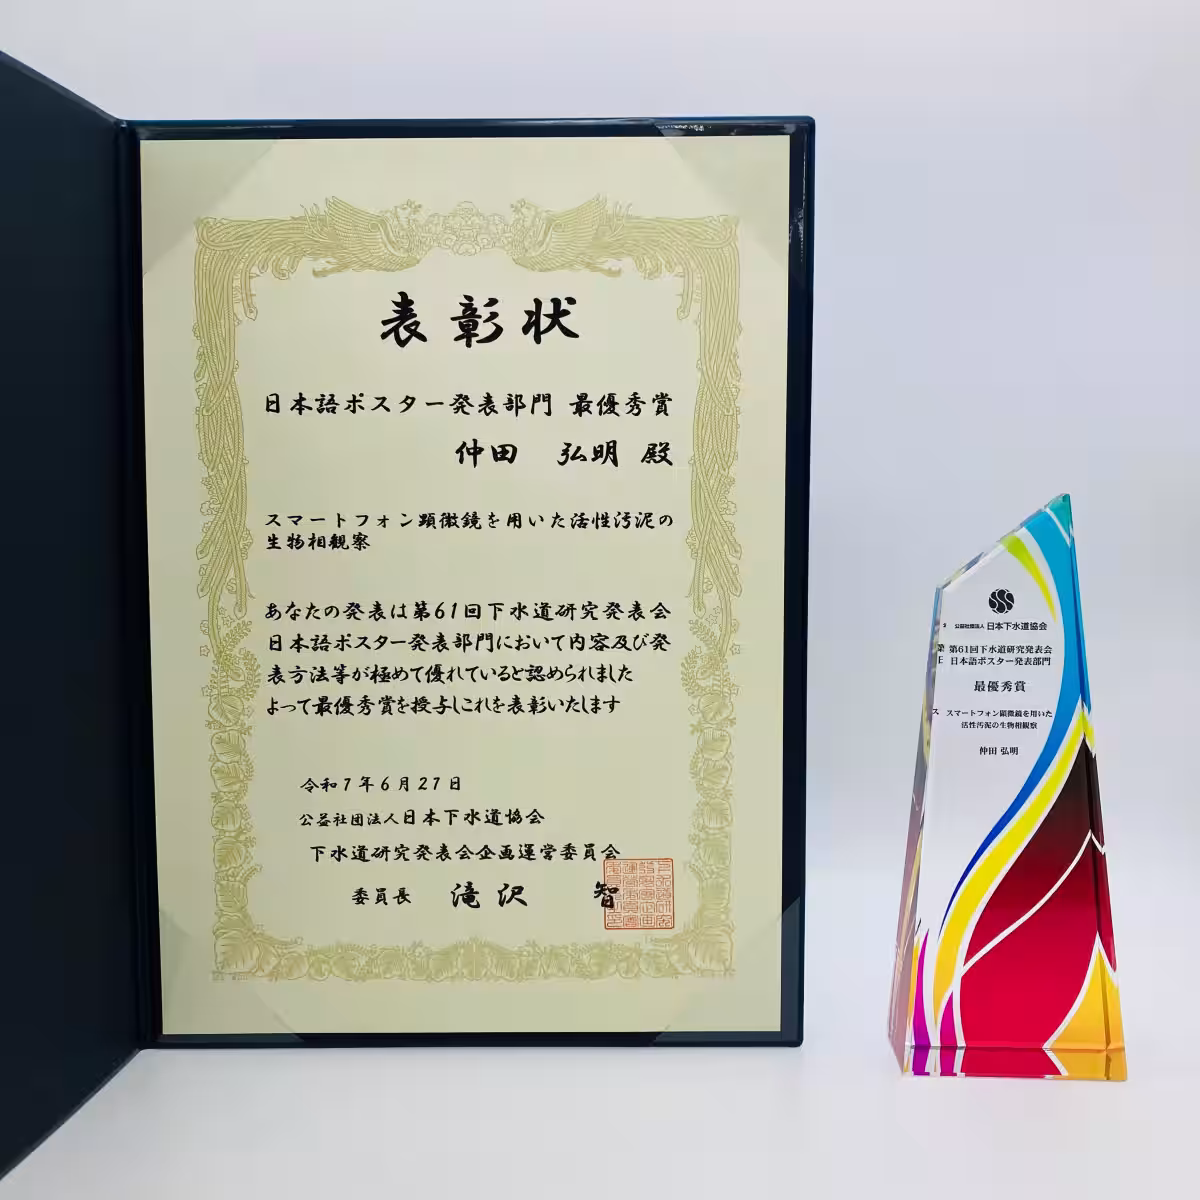 表彰状
日本語ポスター発表部門 最優秀賞
仲田 弘明 殿
スマートフォン顕微鏡を用いた活性汚泥の
生物相観察
あなたの発表は第61回下水道研究発表会
日本語ポスター発表部門において内容及び発
表方法等が極めて優れていると認められました
よって最優秀賞を授与しこれを表彰いたします
令和7年6月27日
公益社団法人日本下水道協会
下水道研究発表会企画運営委員会
委員長 滝沢 智
公益社団法人 日本下水道協会
第61回下水道研究発表会
日本語ポスター発表部門
最優秀賞
スマートフォン顕微鏡を用いた
活性汚泥の生物相観察
仲田 弘明